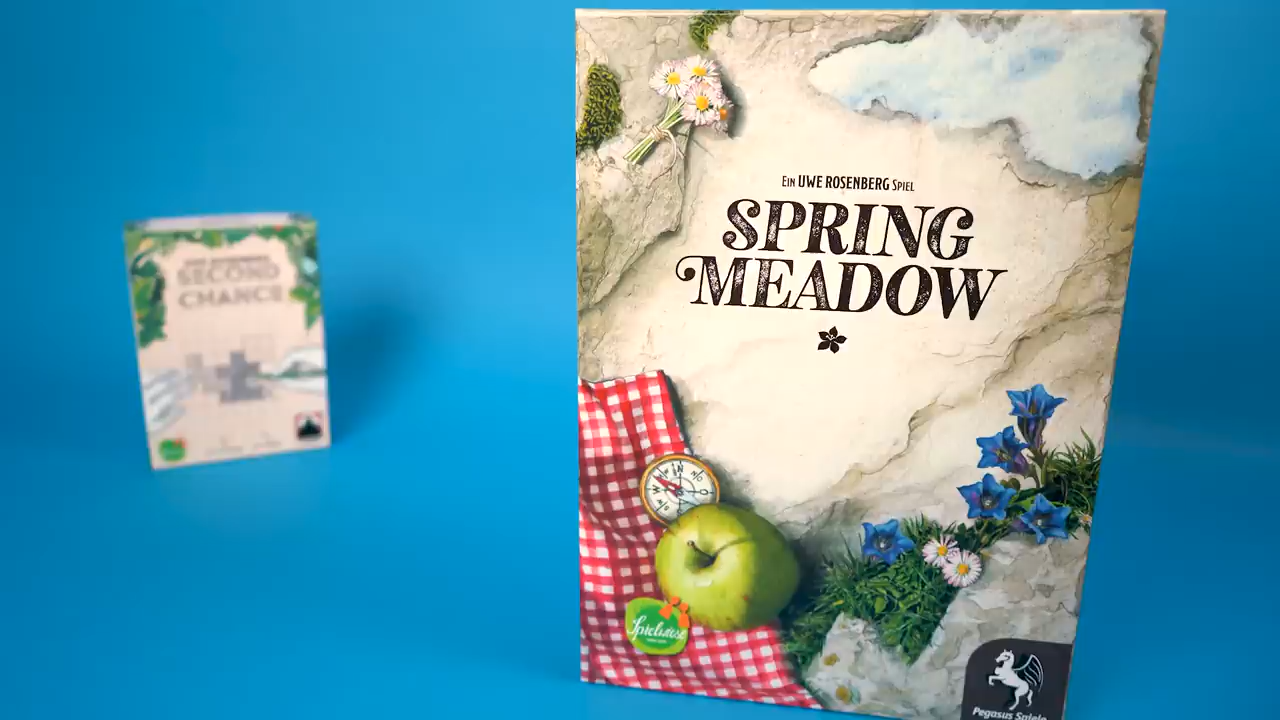 SECOND
CHANCE
EIN UWE ROSENBERG SPIEL
SPRING
MEADOW
N
Spielwiese
Pegasus Spiele